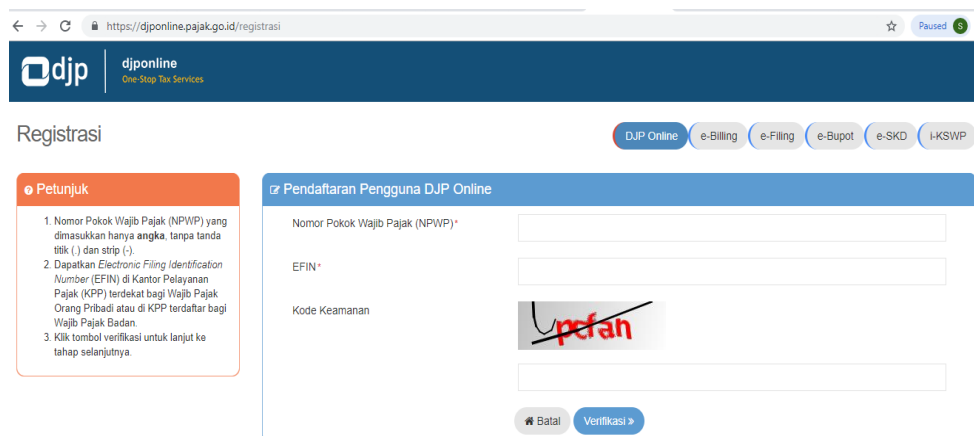 https://djponline.pajak.go.id/registrasi
Paused S
djp
djponline
One-Stop Tax Services
Registrasi
DJP Online e-Billing e-Filing e-Bupot e-SKD i-KSWP
Petunjuk
1. Nomor Pokok Wajib Pajak (NPWP) yang
dimasukkan hanya angka, tanpa tanda
titik (.) dan strip (-).
2. Dapatkan Electronic Filing Identification
Number (EFIN) di Kantor Pelayanan
Pajak (KPP) terdekat bagi Wajib Pajak
Orang Pribadi atau di KPP terdaftar bagi
Wajib Pajak Badan.
3. Klik tombol verifikasi untuk lanjut ke
tahap selanjutnya.
Pendaftaran Pengguna DJP Online
Nomor Pokok Wajib Pajak (NPWP)*
EFIN*
Kode Keamanan
Batal Verifikasi »